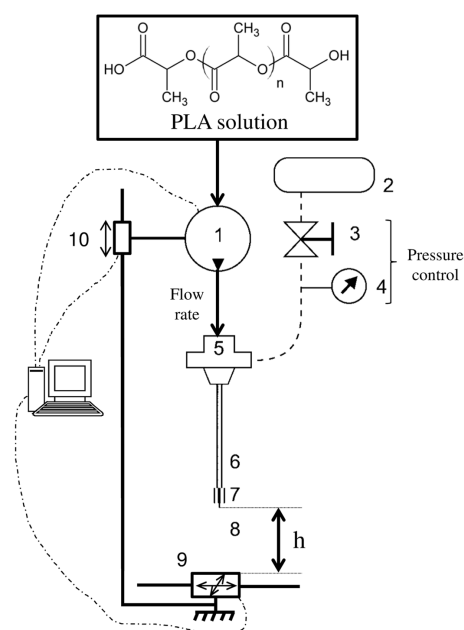 O
CH3
O
OH
HO
O
O
O
n
CH3
O
CH3
PLA solution
2
10
1
3
Pressure
control
4
Flow
rate
5
6
7
8
h
9